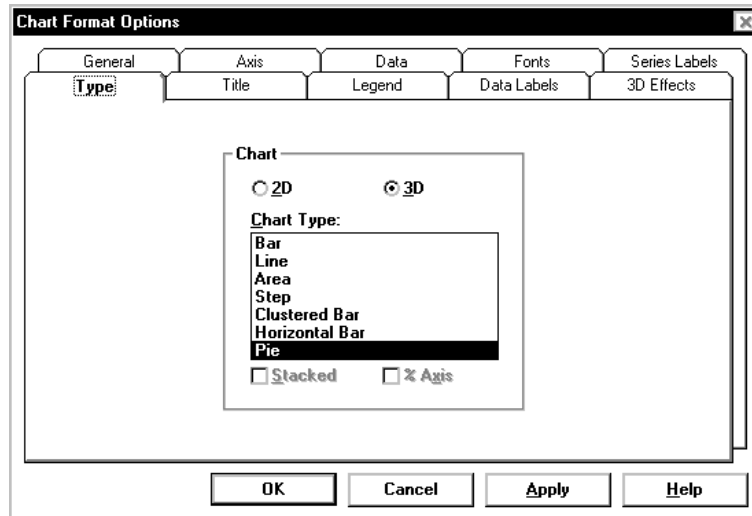 Chart Format Options
General Axis Data Fonts Series Labels
Type Title Legend Data Labels 3D Effects
Chart
2D 3D
Chart Type:
Bar
Line
Area
Step
Clustered Bar
Horizontal Bar
Pie
Stacked % Axis
OK Cancel Apply Help